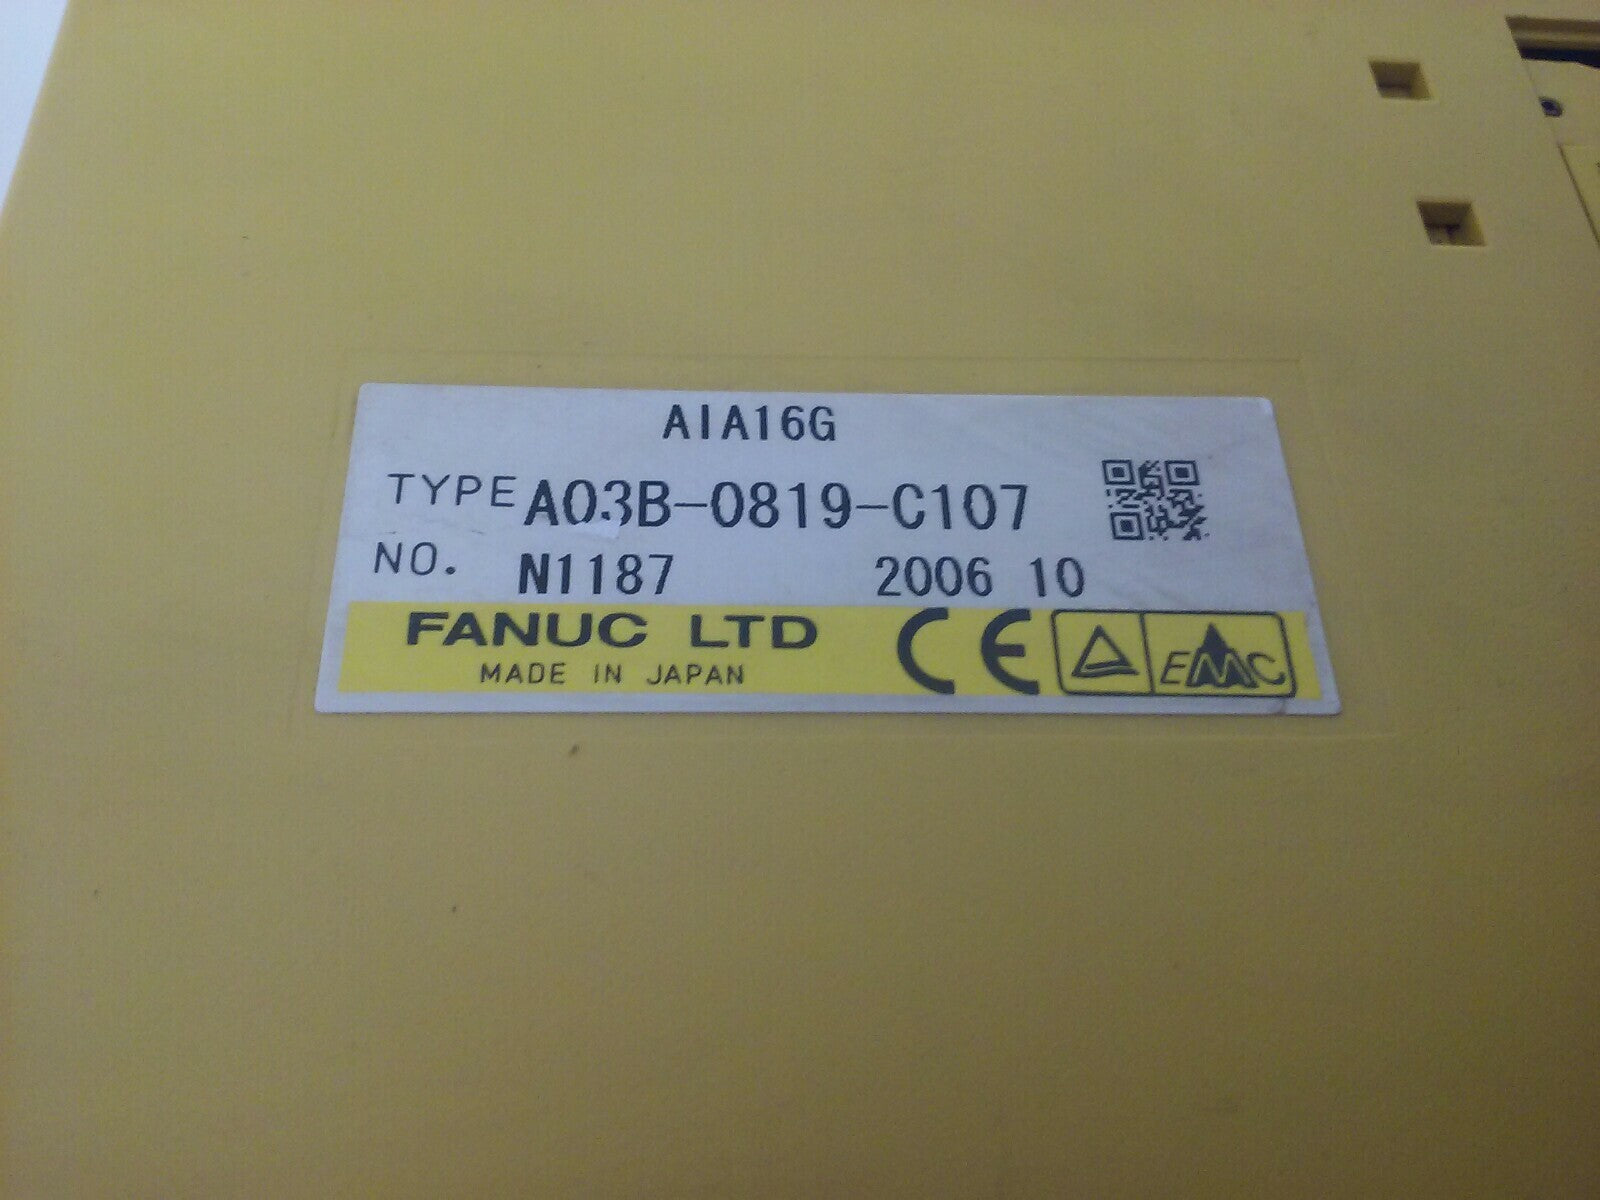 AIA16G
TYPE A03B-0819-C107
NO. N1187 2006 10
FANUC LTD
MADE IN JAPAN
CE
EMC